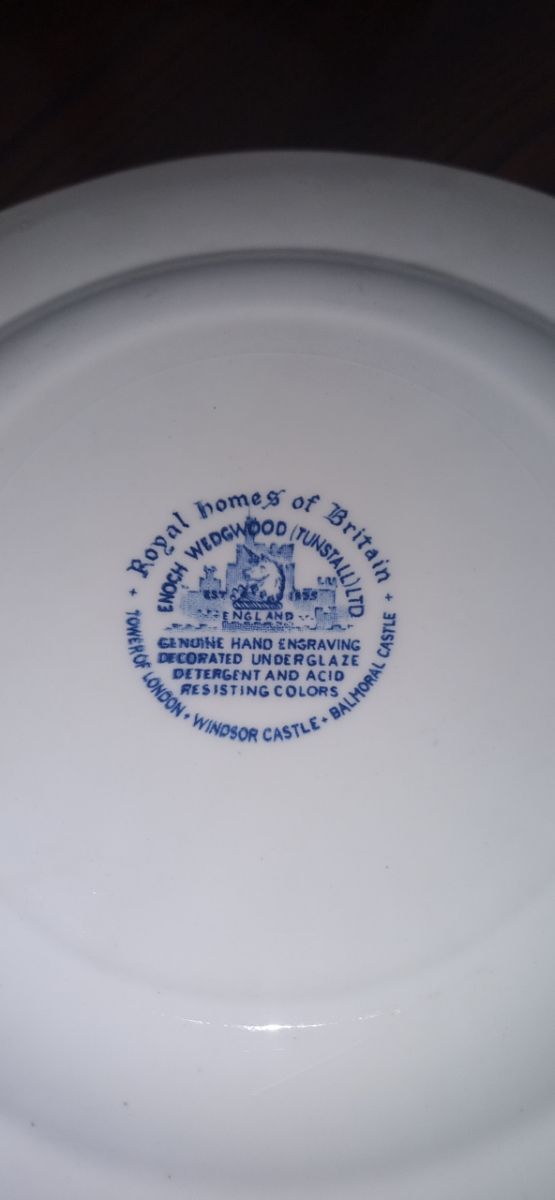 Royal homes of Britain
ENOCH WEDGWOOD (TUNSTALL) LTD
EST 1835
ENGLAND
GENUINE HAND ENGRAVING
DECORATED UNDERGLAZE
DETERGENT AND ACID
RESISTING COLORS
TOWER OF LONDON + WINDSOR CASTLE + BALMORAL CASTLE